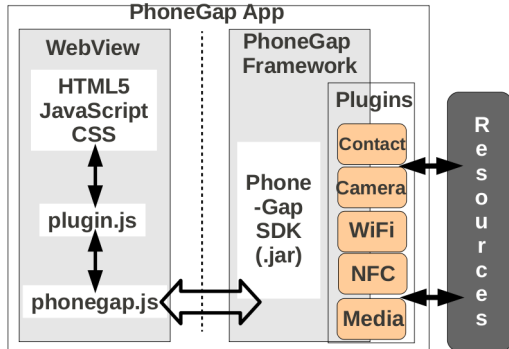 PhoneGap App
WebView
HTML5
JavaScript
CSS
plugin.js
phonegap.js
PhoneGap
Framework
Phone
-Gap
SDK
(.jar)
Plugins
Contact
Camera
WiFi
NFC
Media
Resources